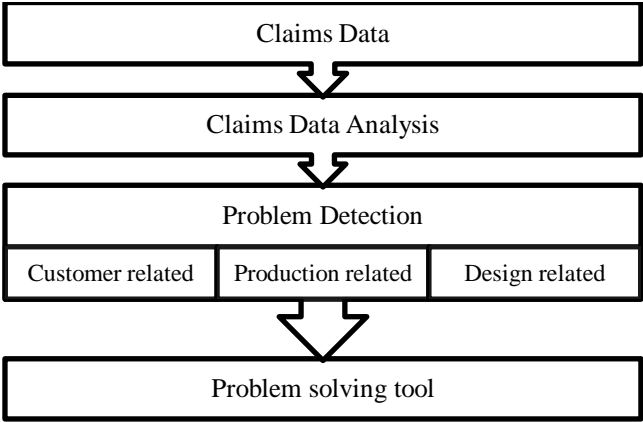 Claims Data
Claims Data Analysis
Problem Detection
Customer related
Production related
Design related
Problem solving tool